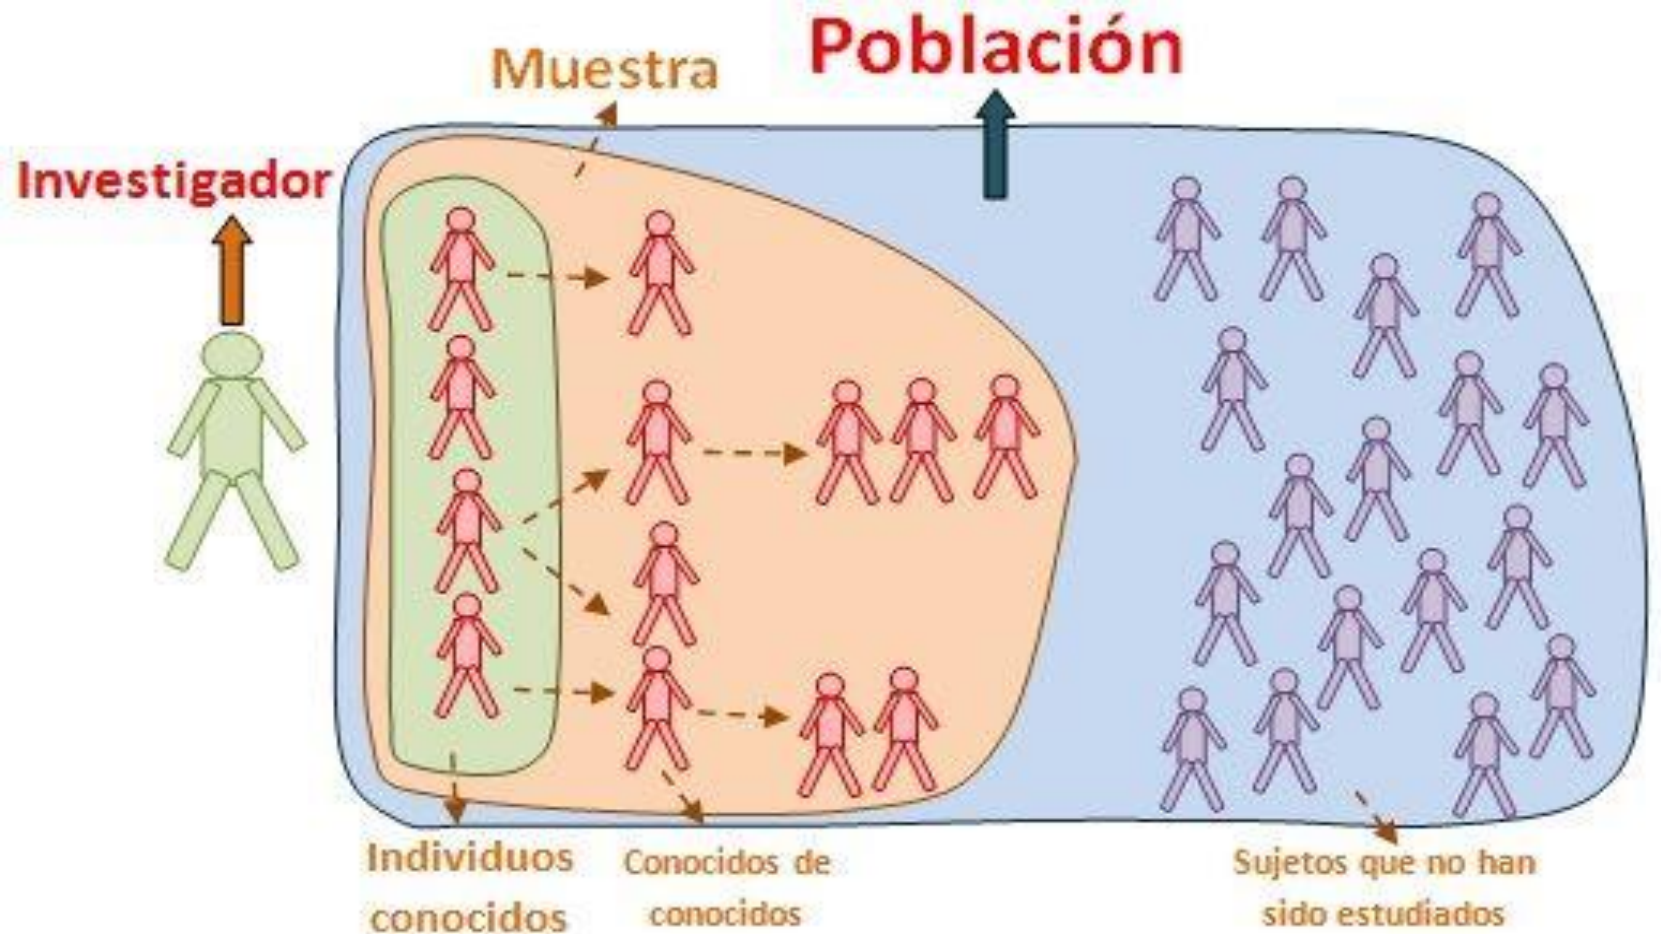 Población
Muestra
Investigador
Individuos
conocidos
Conocidos de
conocidos
Sujetos que no han
sido estudiados